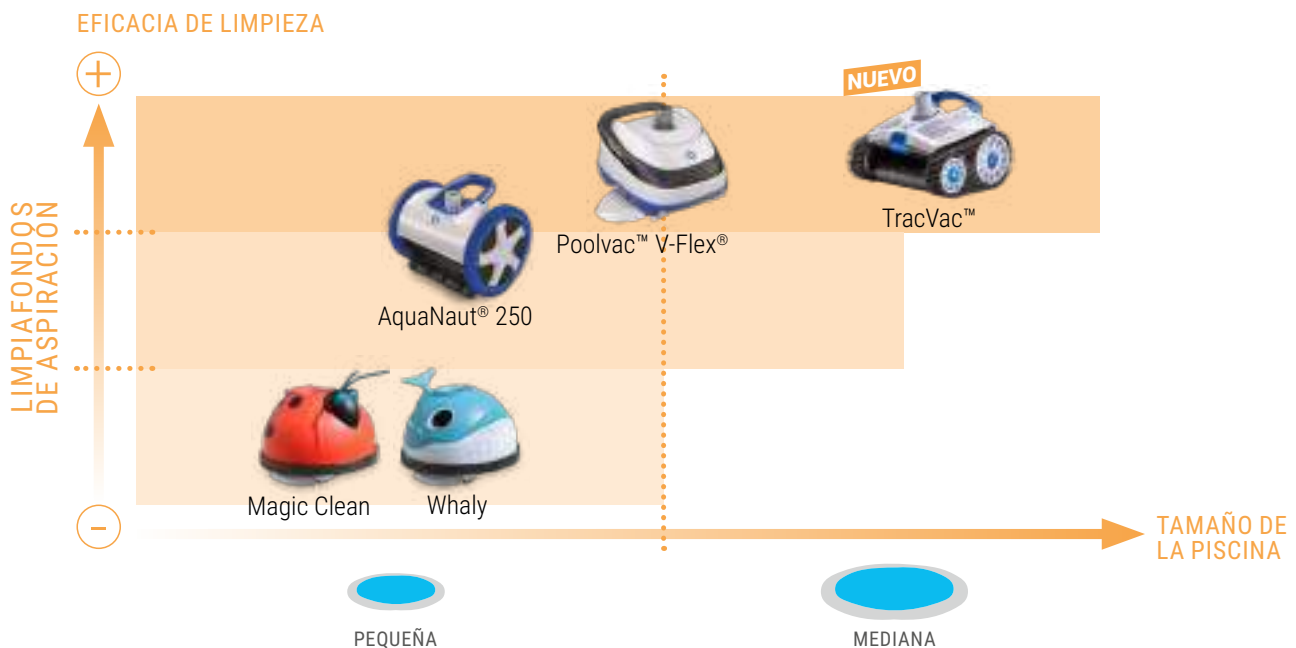 EFICACIA DE LIMPIEZA
+
NUEVO
LIMPIAFONDOS
DE ASPIRACIÓN
TracVac™
Poolvac™ V-Flex®
AquaNaut® 250
Magic Clean
Whaly
-
TAMAÑO DE
LA PISCINA
PEQUEÑA
MEDIANA